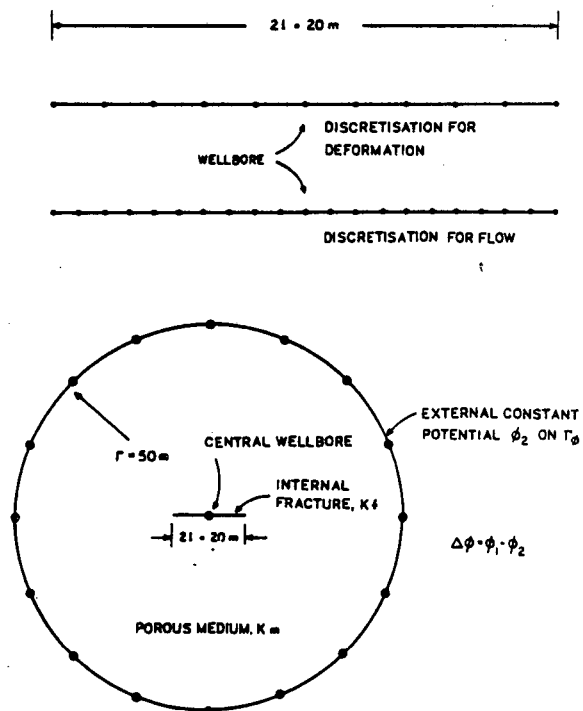 2l = 20 m
DISCRETISATION FOR
DEFORMATION
WELLBORE
DISCRETISATION FOR FLOW
EXTERNAL CONSTANT
POTENTIAL ϕ₂ ON Γϕ
r = 50 m
CENTRAL WELLBORE
INTERNAL
FRACTURE, Kf
2l = 20 m
Δϕ = ϕ₁ - ϕ₂
POROUS MEDIUM, Km